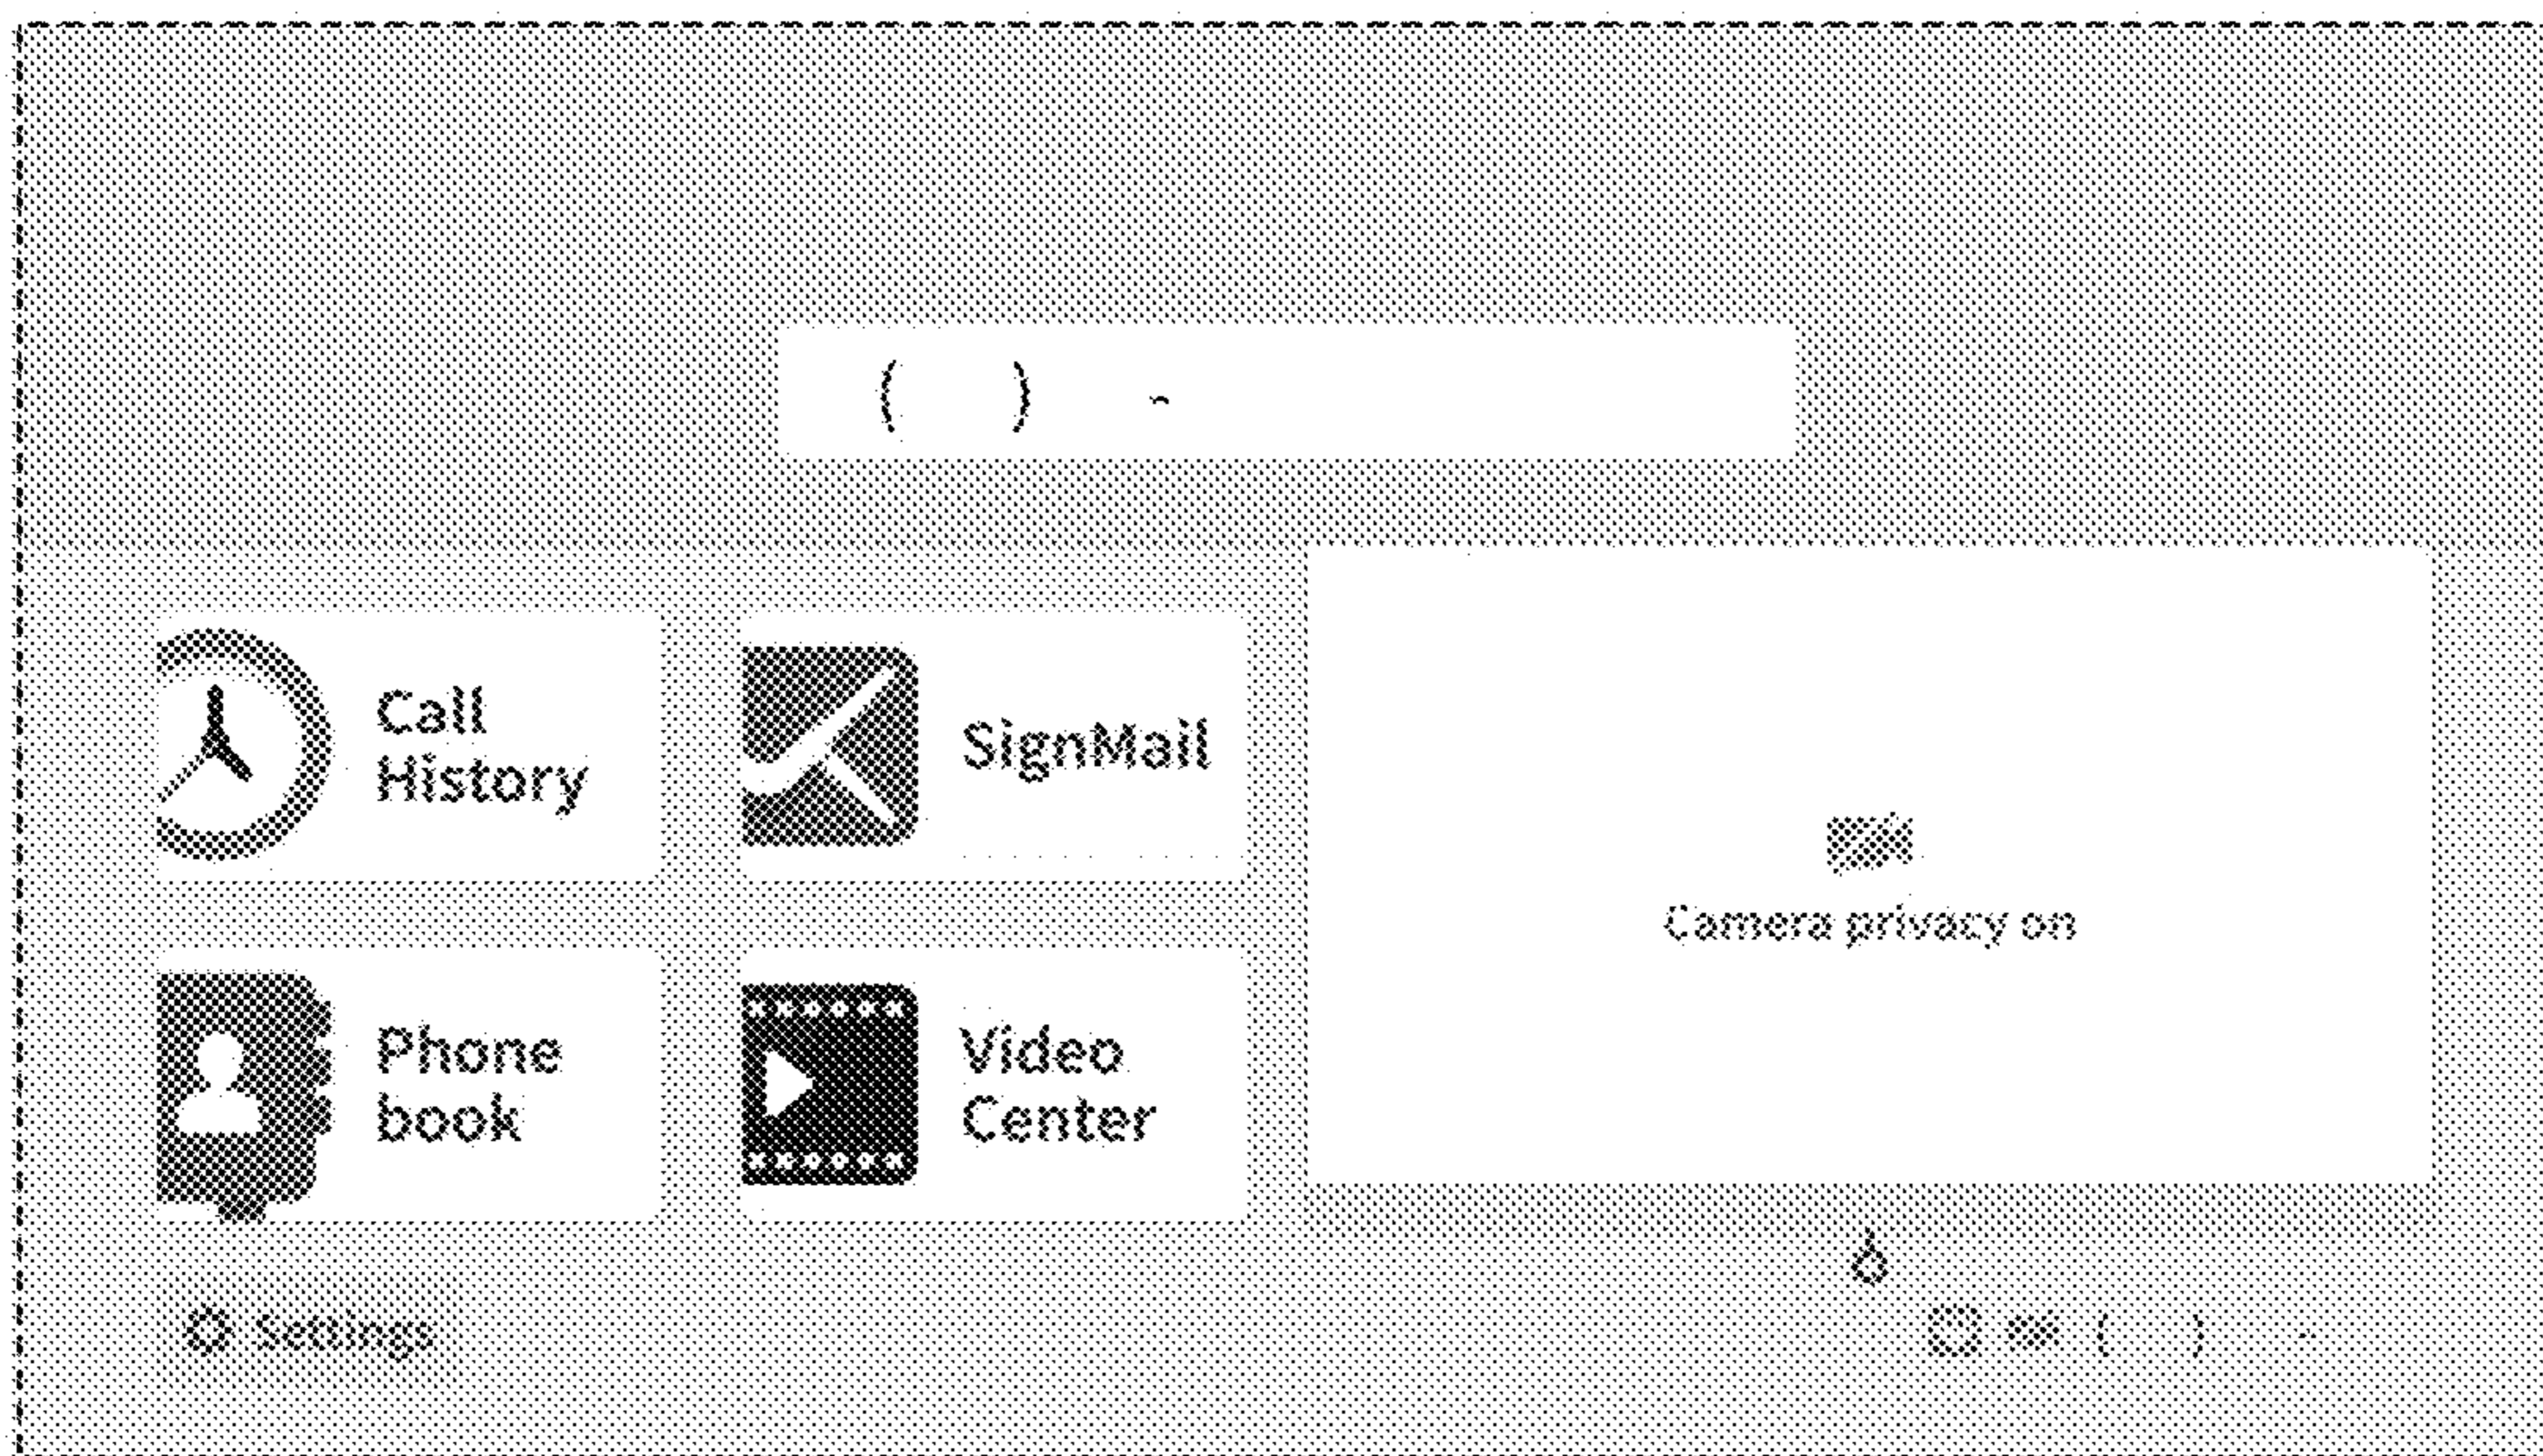 ( ) -
Call
History
SignMail
Camera privacy on
Phone
book
Video
Center
Settings
( ) -